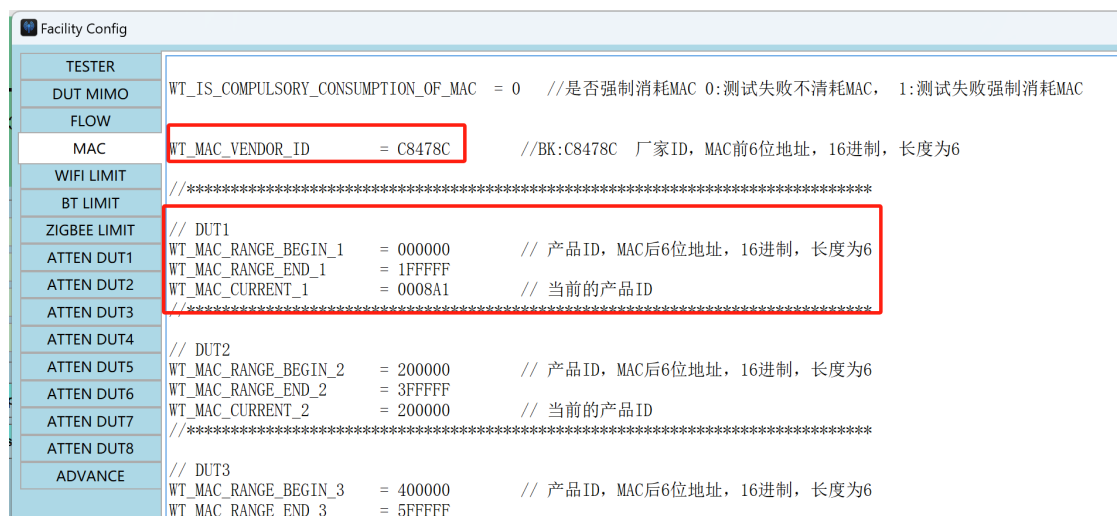 Facility Config
TESTER
DUT MIMO
FLOW
MAC
WIFI LIMIT
BT LIMIT
ZIGBEE LIMIT
ATTEN DUT1
ATTEN DUT2
ATTEN DUT3
ATTEN DUT4
ATTEN DUT5
ATTEN DUT6
ATTEN DUT7
ATTEN DUT8
ADVANCE
WT_IS_COMPULSORY_CONSUMPTION_OF_MAC = 0 //是否强制消耗MAC 0:测试失败不清耗MAC， 1:测试失败强制消耗MAC
WT_MAC_VENDOR_ID = C8478C //BK:C8478C 厂家ID，MAC前6位地址，16进制，长度为6
//******************************************************************************
// DUT1
WT_MAC_RANGE_BEGIN_1 = 000000 // 产品ID，MAC后6位地址，16进制，长度为6
WT_MAC_RANGE_END_1 = 1FFFFF
WT_MAC_CURRENT_1 = 0008A1 // 当前的产品ID
//******************************************************************************
// DUT2
WT_MAC_RANGE_BEGIN_2 = 200000 // 产品ID，MAC后6位地址，16进制，长度为6
WT_MAC_RANGE_END_2 = 3FFFFF
WT_MAC_CURRENT_2 = 200000 // 当前的产品ID
//******************************************************************************
// DUT3
WT_MAC_RANGE_BEGIN_3 = 400000 // 产品ID，MAC后6位地址，16进制，长度为6
WT_MAC_RANGE_END_3 = 5FFFFF